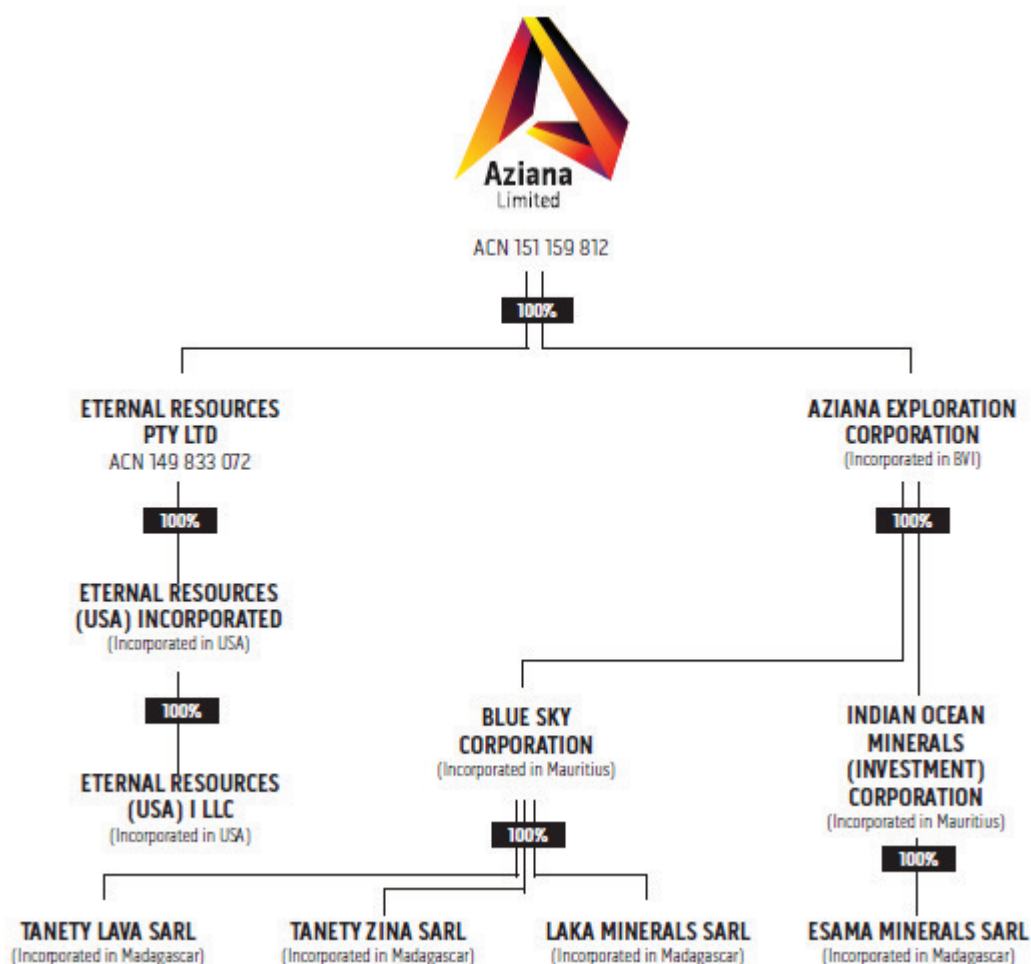 Aziana
Limited
ACN 151 159 812
100%
ETERNAL RESOURCES
PTY LTD
ACN 149 833 072
AZIANA EXPLORATION
CORPORATION
(Incorporated in BVI)
100%
100%
ETERNAL RESOURCES
(USA) INCORPORATED
(Incorporated in USA)
100%
BLUE SKY
CORPORATION
(Incorporated in Mauritius)
INDIAN OCEAN
MINERALS
(INVESTMENT)
CORPORATION
(Incorporated in Mauritius)
ETERNAL RESOURCES
(USA) I LLC
(Incorporated in USA)
100%
100%
TANETY LAVA SARL
(Incorporated in Madagascar)
TANETY ZINA SARL
(Incorporated in Madagascar)
LAKA MINERALS SARL
(Incorporated in Madagascar)
ESAMA MINERALS SARL
(Incorporated in Madagascar)